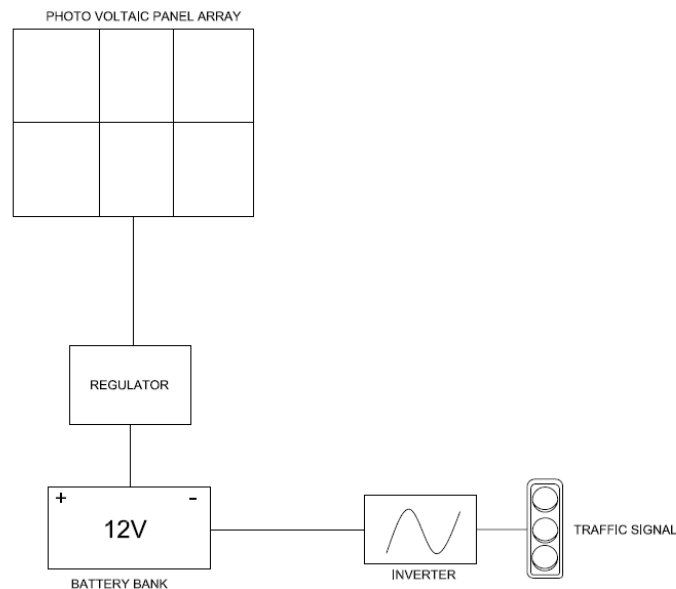 PHOTO VOLTAIC PANEL ARRAY
REGULATOR
+ -
12V
BATTERY BANK
INVERTER
TRAFFIC SIGNAL